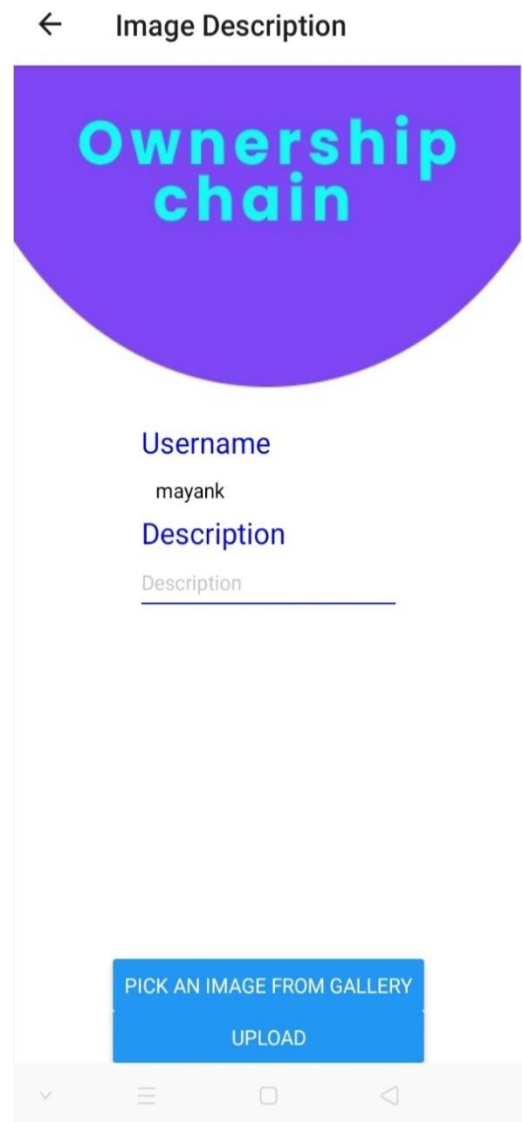 Image Description
Ownership
chain
Username
mayank
Description
Description
PICK AN IMAGE FROM GALLERY
UPLOAD